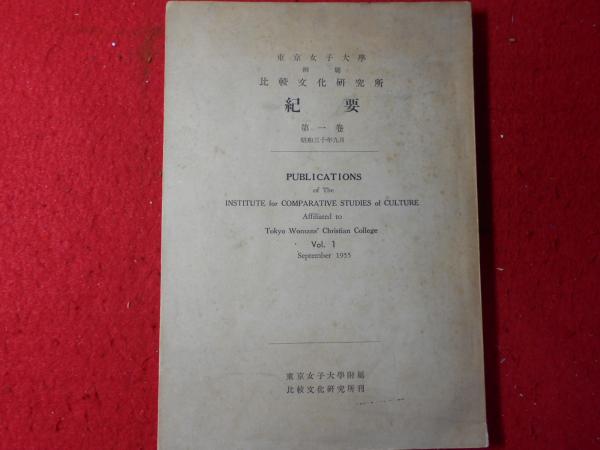 東京女子大學
附屬
比較文化研究所
紀要
第一卷
昭和三十年九月
PUBLICATIONS
of The
INSTITUTE for COMPARATIVE STUDIES of CULTURE
Affiliated to
Tokyo Womans' Christian College
Vol. 1
September 1955
東京女子大學附屬
比較文化研究所刊